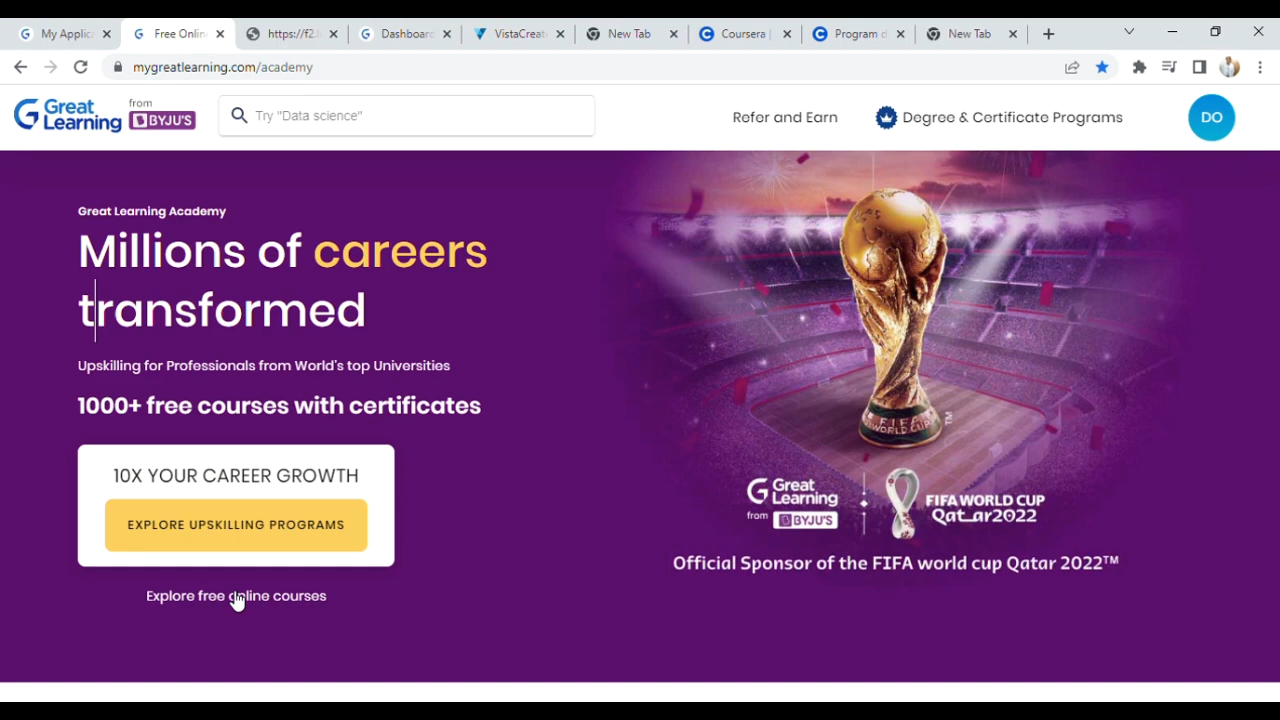 My Applic
Free Onlin
https://f2.
Dashboard
VistaCreat
New Tab
Coursera |
Program d
New Tab
mygreatlearning.com/academy
Great Learning
from
BYJU'S
Try "Data science"
Refer and Earn
Degree & Certificate Programs
DO
Great Learning Academy
Millions of careers
transformed
Upskilling for Professionals from World's top Universities
1000+ free courses with certificates
10X YOUR CAREER GROWTH
EXPLORE UPSKILLING PROGRAMS
Explore free online courses
FIFA
WORLD CUP
TM
Great
Learning
from BYJU'S
FIFA WORLD CUP
Qatar2022
Official Sponsor of the FIFA world cup Qatar 2022™